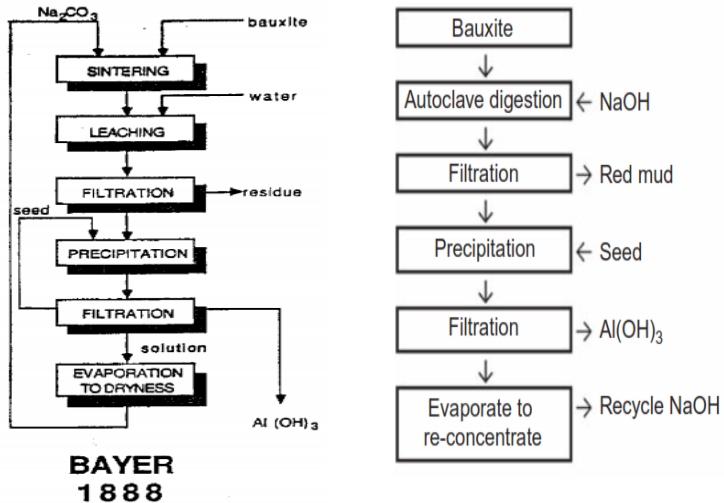 Na₂CO₃
bauxite
SINTERING
water
LEACHING
FILTRATION
residue
seed
PRECIPITATION
FILTRATION
solution
EVAPORATION
TO DRYNESS
Al (OH)₃
BAYER
1888
Bauxite
Autoclave digestion
NaOH
Filtration
Red mud
Precipitation
Seed
Filtration
Al(OH)₃
Evaporate to
re-concentrate
Recycle NaOH